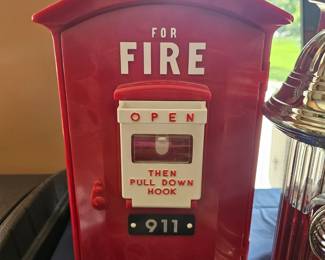 FOR
FIRE
OPEN
THEN
PULL DOWN
HOOK
911